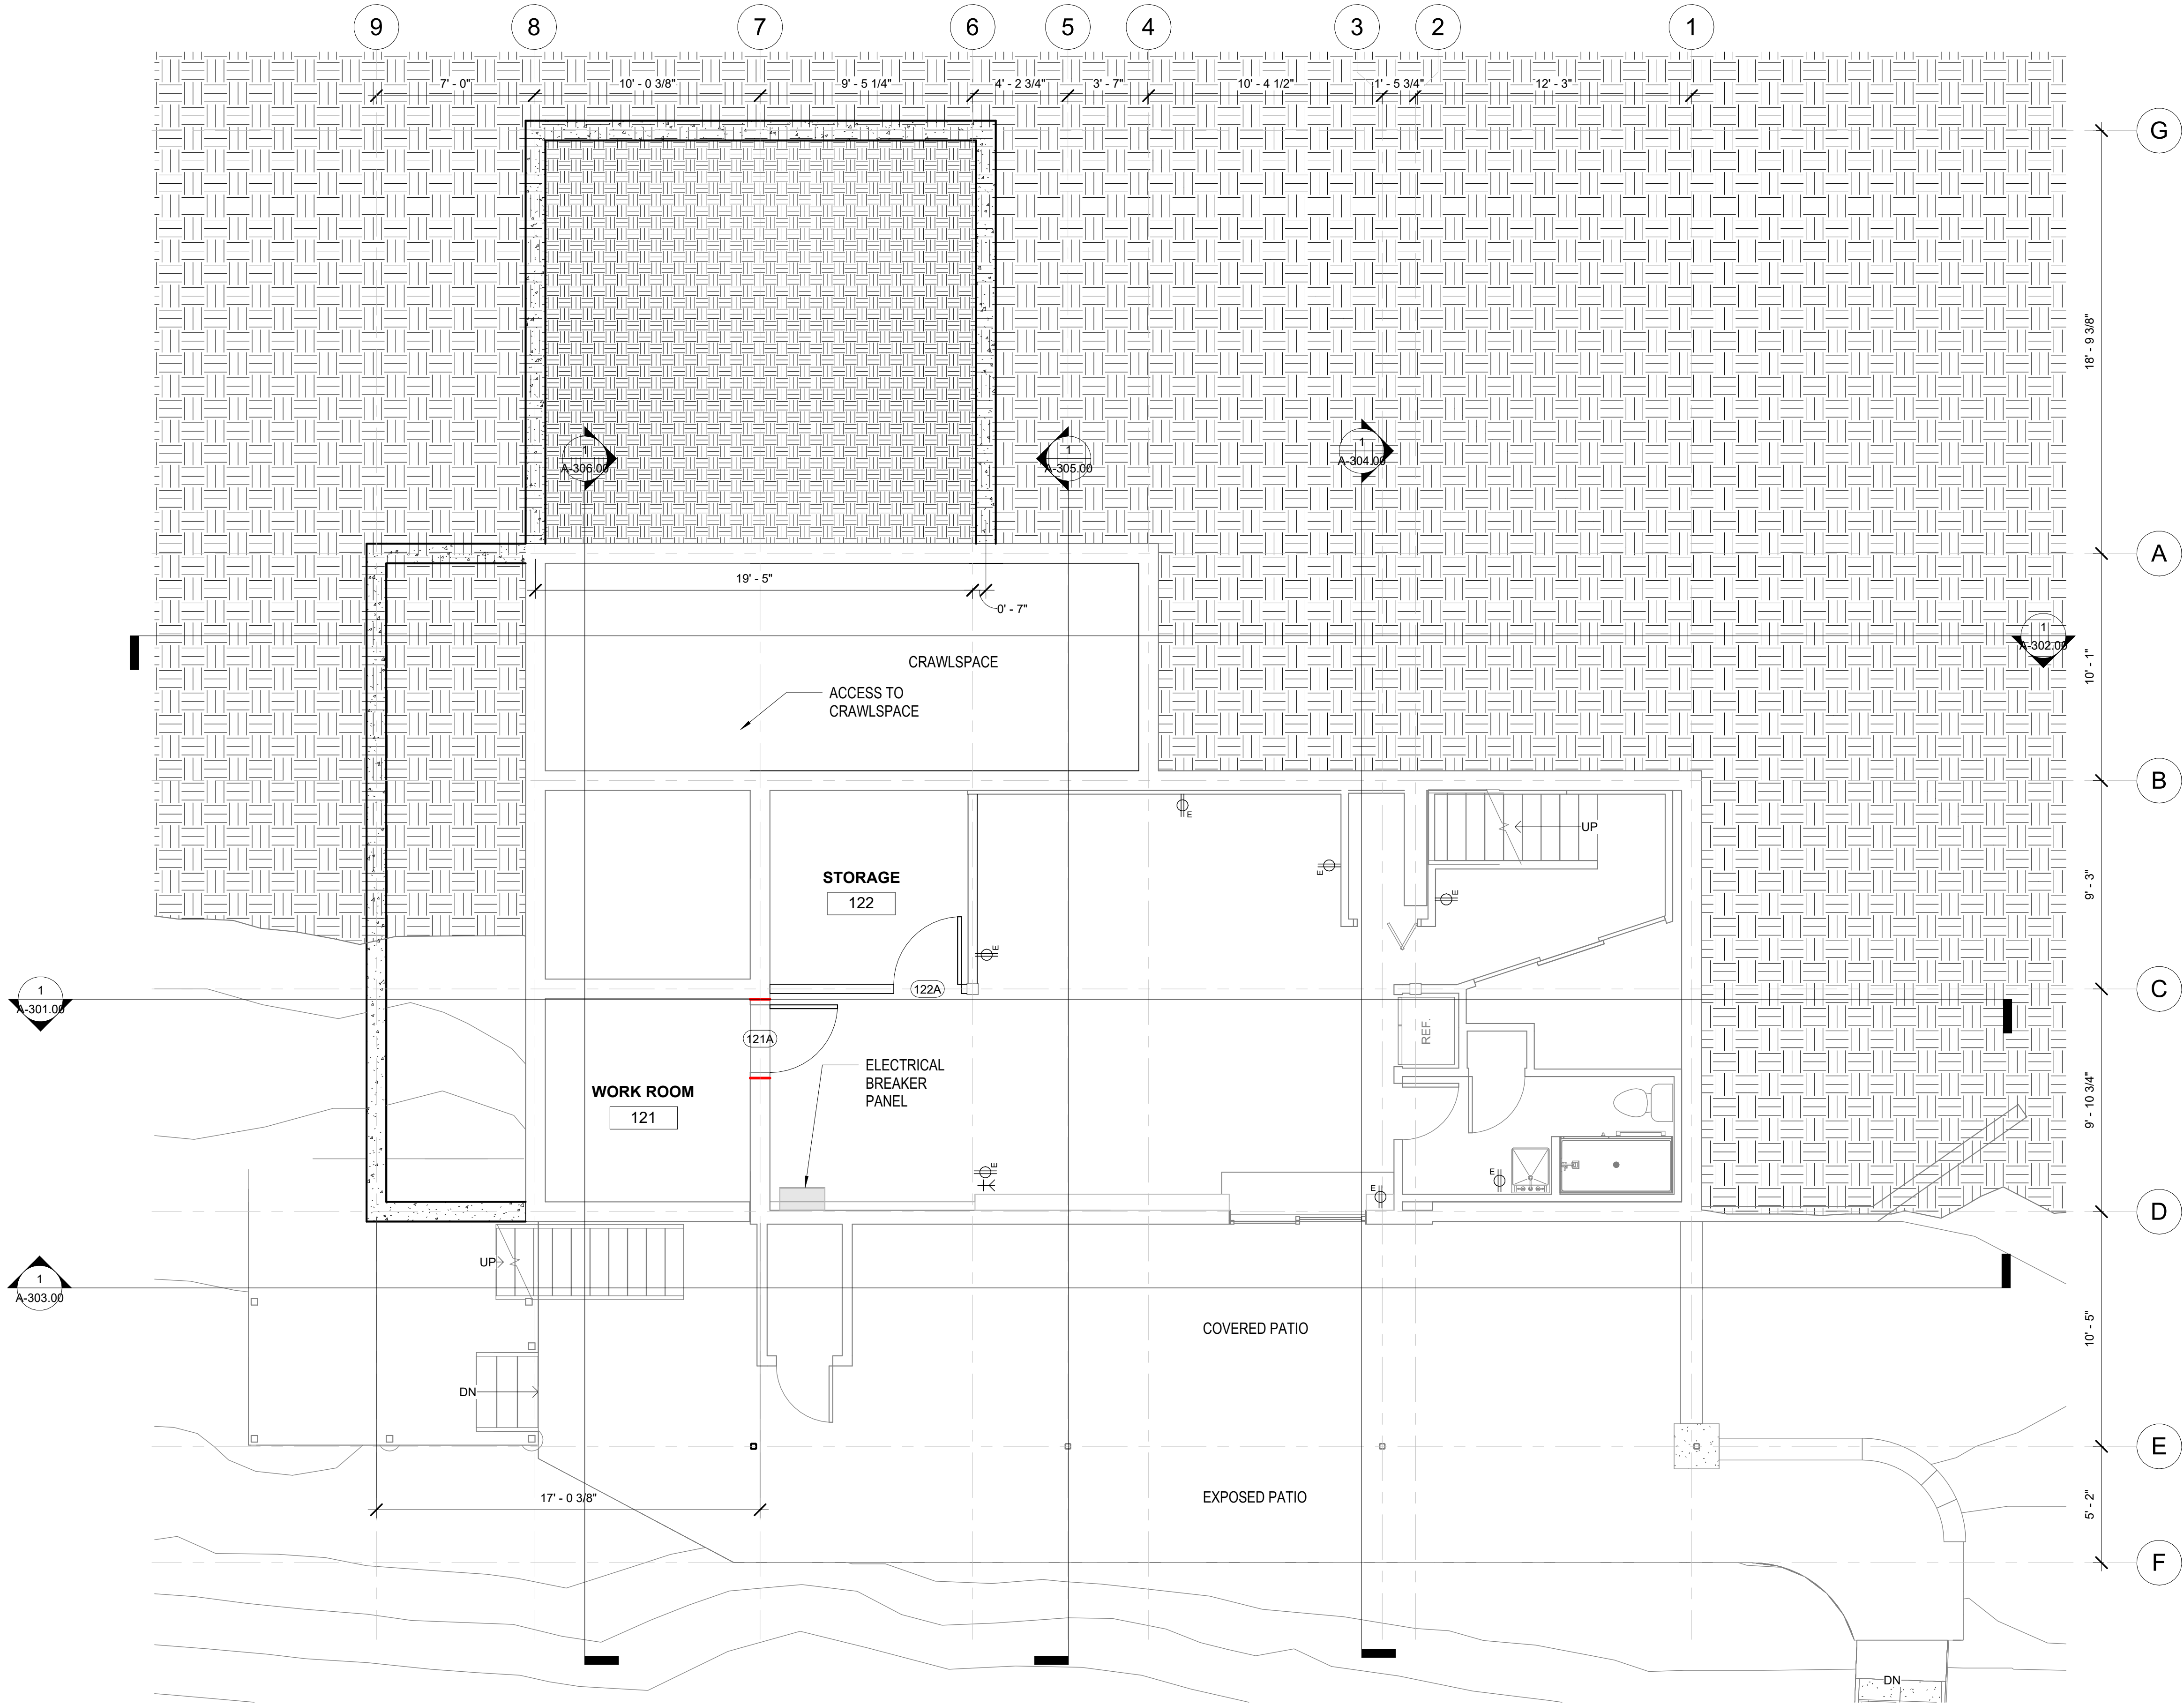 9 8 7 6 5 4 3 2 1
7' - 0" 10' - 0 3/8" 9' - 5 1/4" 4' - 2 3/4" 3' - 7" 10' - 4 1/2" 1' - 5 3/4" 12' - 3"
G
18' - 9 3/8"
1
A-306.00
1
A-305.00
1
A-304.00
A
19' - 5"
0' - 7"
1
A-302.00
10' - 1"
CRAWLSPACE
ACCESS TO
CRAWLSPACE
B
E
UP
E
E
9' - 3"
STORAGE
122
E
122A
C
1
A-301.00
121A
REF.
ELECTRICAL
BREAKER
PANEL
WORK ROOM
121
9' - 10 3/4"
E
E
E
D
UP
1
A-303.00
COVERED PATIO
10' - 5"
DN
E
17' - 0 3/8"
EXPOSED PATIO
5' - 2"
F
DN